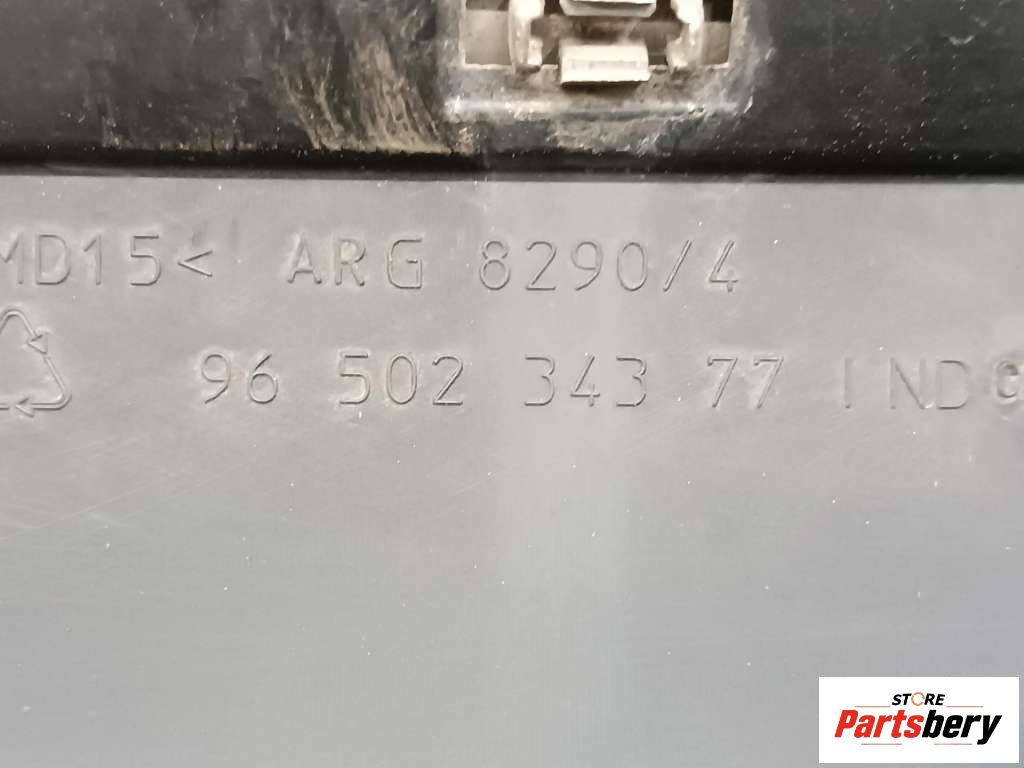 MD15< ARG 8290/4
96 502 343 77 IND
STORE
Partsbery